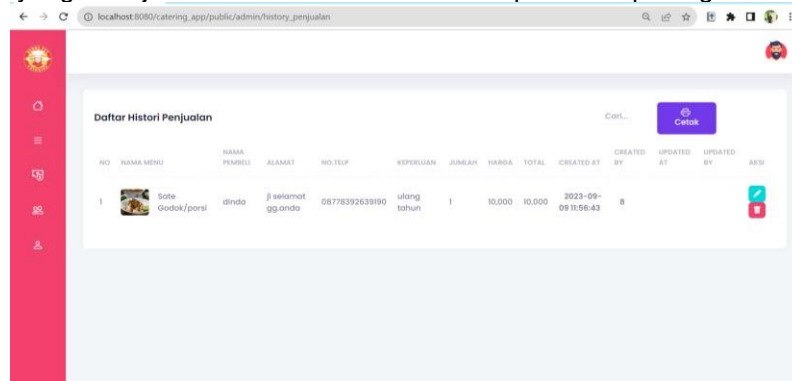 localhost:8080/catering_app/public/admin/history_penjualan
Daftar Histori Penjualan
Cari...
Cetak
NO NAMA MENU NAMA PEMBELI ALAMAT NO.TELP KEPERLUAN JUMLAH HARGA TOTAL CREATED AT CREATED BY UPDATED AT UPDATED BY AKSI
1 Sate Godok/porsi dinda jl selamat gg.anda 08778392639190 ulang tahun 1 10,000 10,000 2023-09-09 11:56:43 8